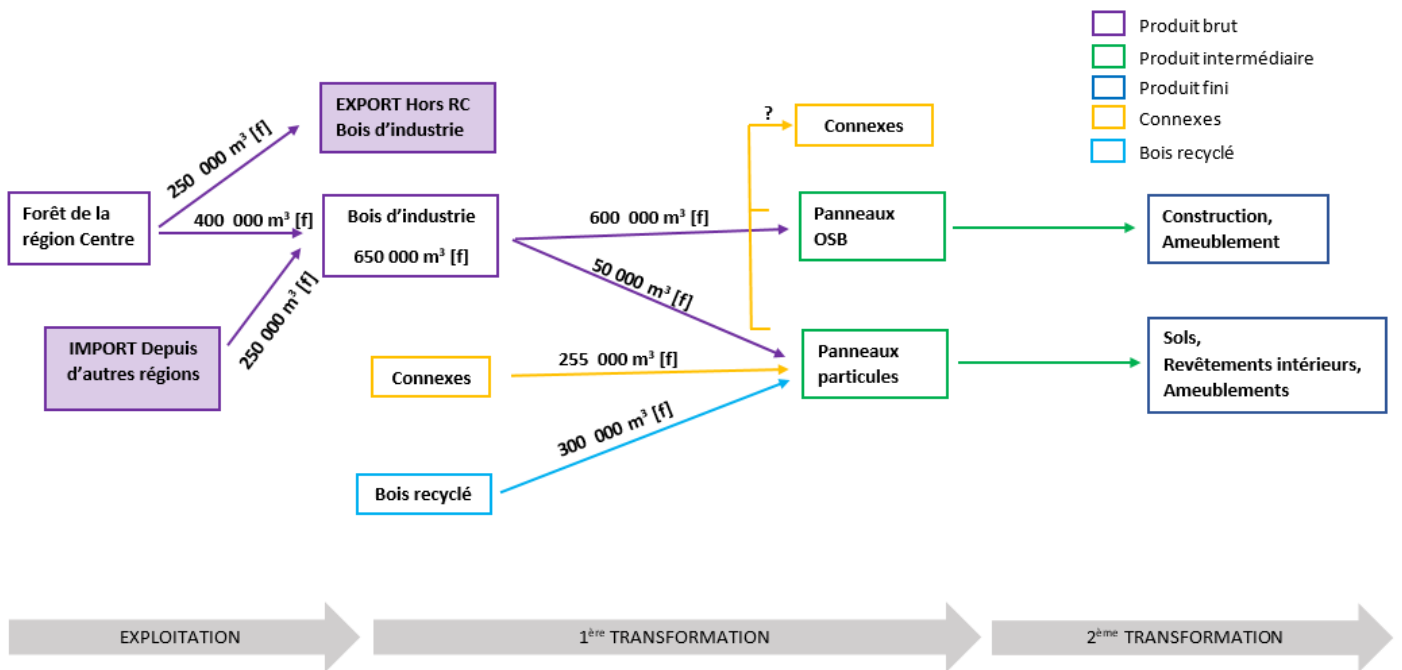 Produit brut
Produit intermédiaire
Produit fini
Connexes
Bois recyclé
EXPORT Hors RC
Bois d’industrie
250 000 m³ [f]
?
Connexes
Forêt de la
région Centre
400 000 m³ [f]
Bois d’industrie
650 000 m³ [f]
600 000 m³ [f]
Panneaux
OSB
Construction,
Ameublement
250 000 m³ [f]
50 000 m³ [f]
IMPORT Depuis
d’autres régions
Connexes
255 000 m³ [f]
Panneaux
particules
Sols,
Revêtements intérieurs,
Ameublements
300 000 m³ [f]
Bois recyclé
EXPLOITATION
1ère TRANSFORMATION
2ème TRANSFORMATION